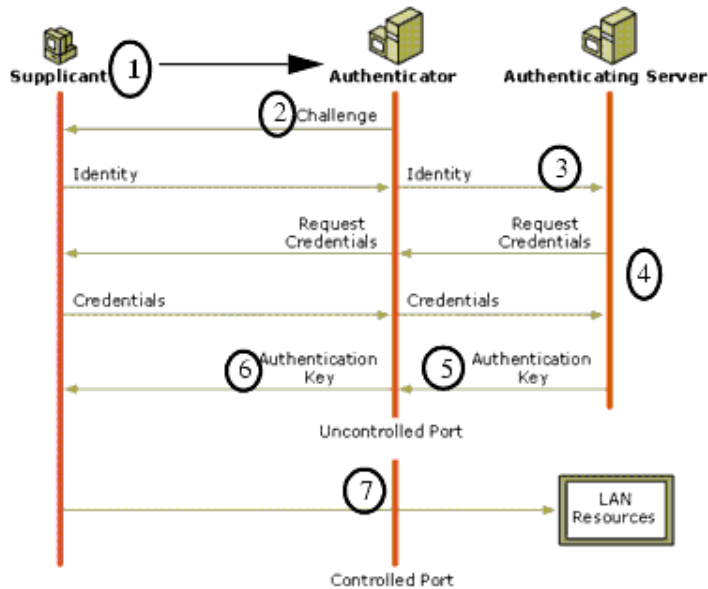 Supplicant
1
Authenticator
Authenticating Server
2
Challenge
Identity
Identity
3
Request
Credentials
Request
Credentials
4
Credentials
Credentials
6
Authentication
Key
5
Authentication
Key
Uncontrolled Port
7
LAN
Resources
Controlled Port